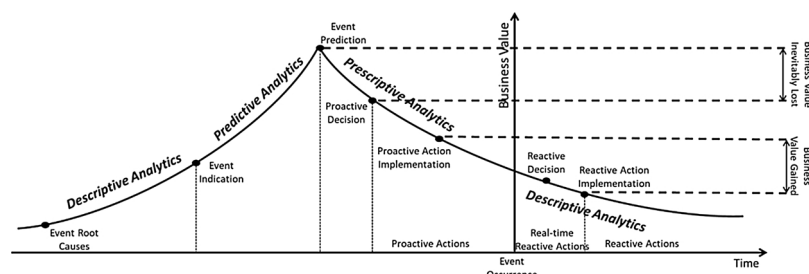 Event
Prediction
Business Value
Business Value
Inevitably Lost
Predictive Analytics
Prescriptive Analytics
Proactive
Decision
Descriptive Analytics
Event
Indication
Proactive Action
Implementation
Reactive
Decision
Reactive Action
Implementation
Business
Value Gained
Descriptive Analytics
Event Root
Causes
Proactive Actions
Real-time
Reactive Actions
Reactive Actions
Event
Occurrence
Time